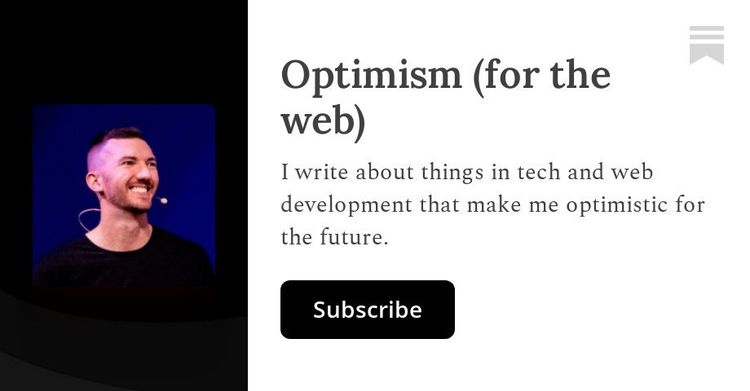 Optimism (for the
web)
I write about things in tech and web
development that make me optimistic for
the future.
Subscribe